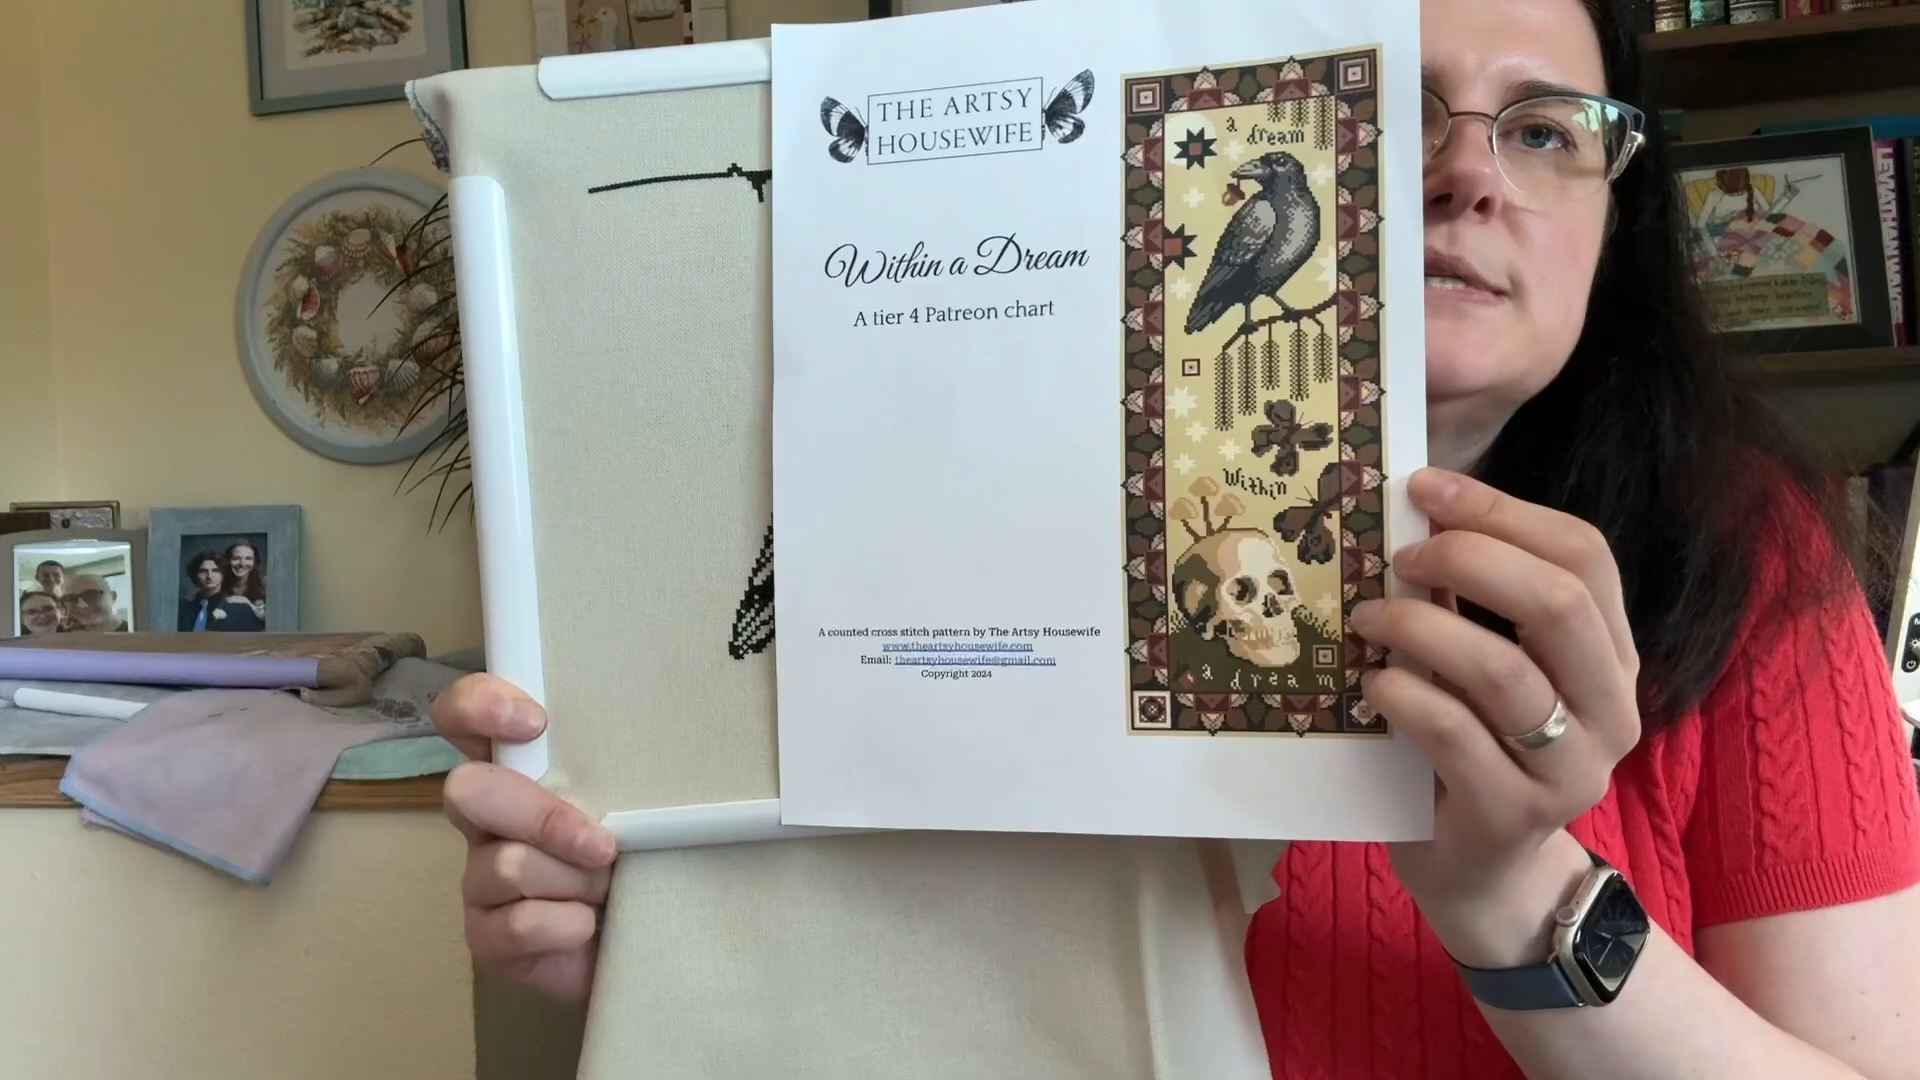 THE ARTSY
HOUSEWIFE
Within a Dream
A tier 4 Patreon chart
A counted cross stitch pattern by The Artsy Housewife
www.theartsyhousewife.com
Email: theartsyhousewife@gmail.com
Copyright 2024
a
dream
Within
a dream
LEVIATHAN WAKES